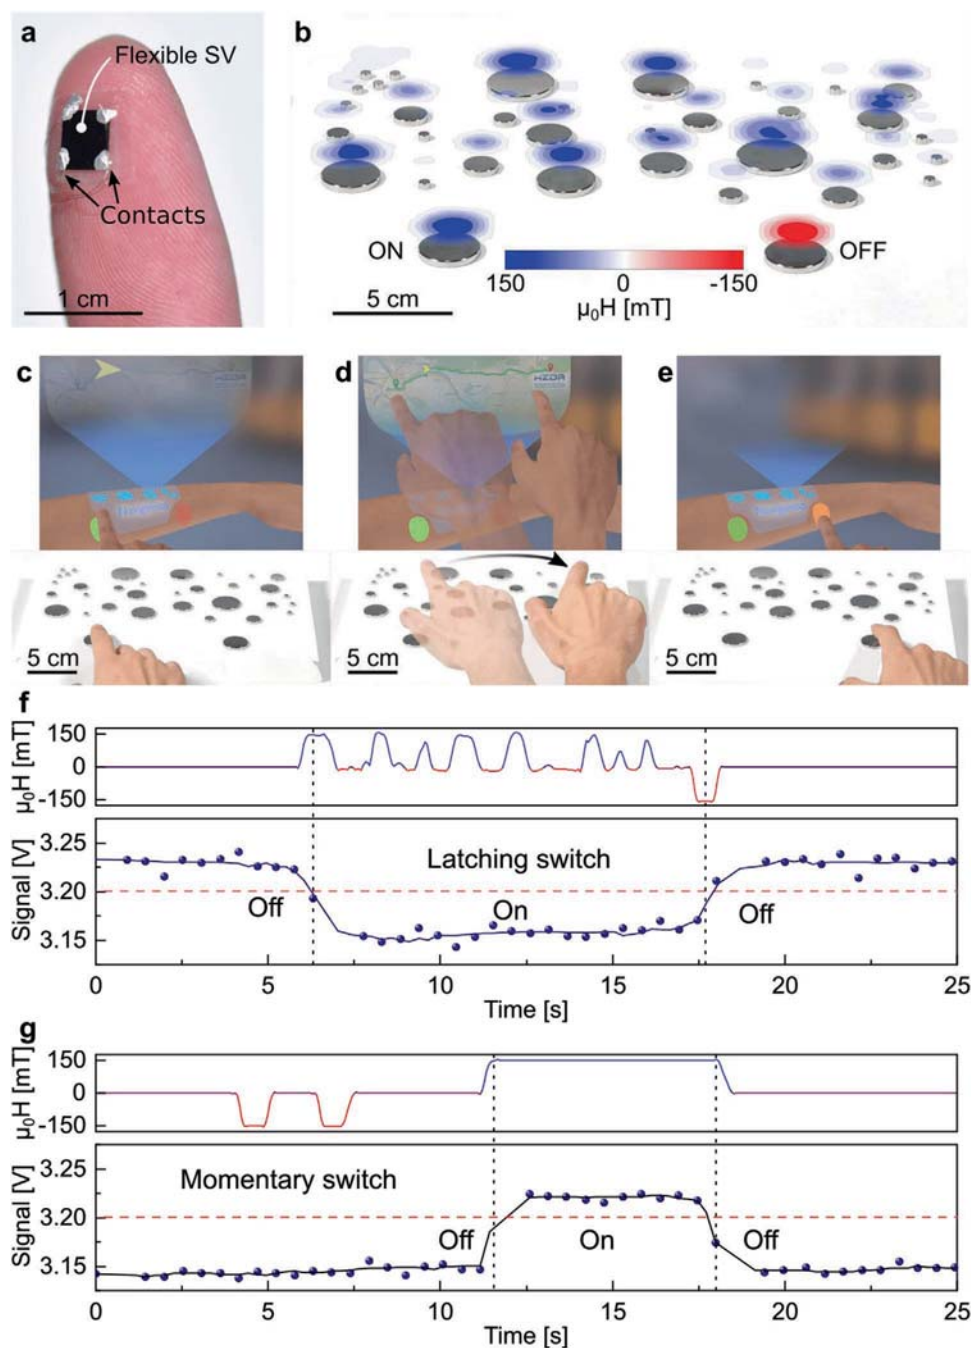 a
Flexible SV
Contacts
1 cm
b
ON
OFF
150
0
-150
µ₀H [mT]
5 cm
c
d
HZDR
e
5 cm
5 cm
5 cm
f
µ₀H [mT]
150
0
-150
Signal [V]
3.25
3.20
3.15
Latching switch
Off
On
Off
0
5
10
15
20
25
Time [s]
g
µ₀H [mT]
150
0
-150
Signal [V]
3.25
3.20
3.15
Momentary switch
Off
On
Off
0
5
10
15
20
25
Time [s]